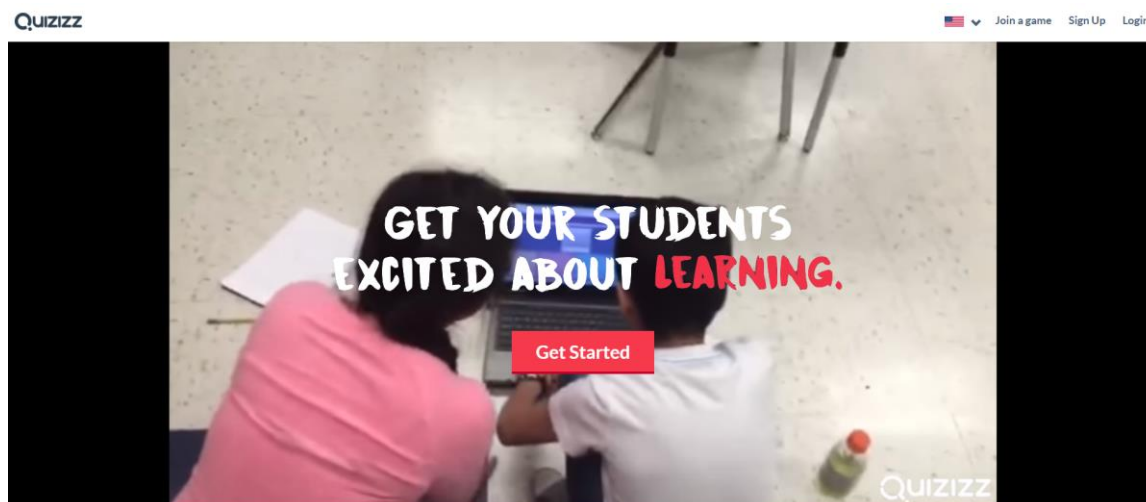 Quizizz
Join a game Sign Up Login
GET YOUR STUDENTS
EXCITED ABOUT LEARNING.
Get Started
Quizizz